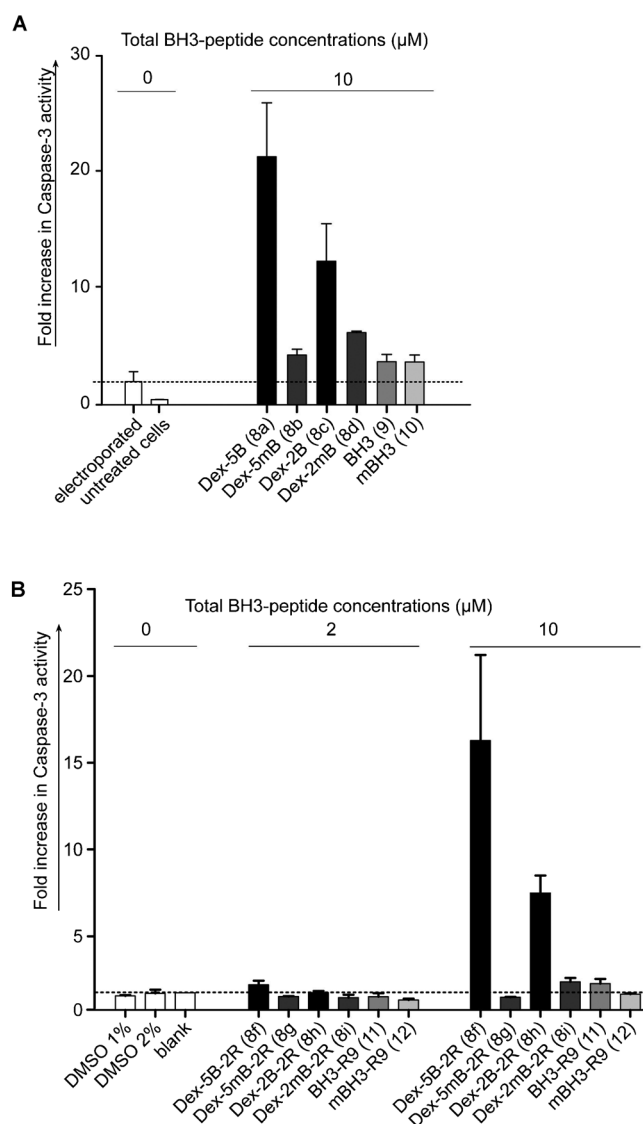 A
Total BH3-peptide concentrations (µM)
0
10
Fold increase in Caspase-3 activity
30
20
10
0
electroporated
untreated cells
Dex-5B (8a)
Dex-5mB (8b
Dex-2B (8c)
Dex-2mB (8d)
BH3 (9)
mBH3 (10)
B
Total BH3-peptide concentrations (µM)
0
2
10
Fold increase in Caspase-3 activity
25
20
15
10
5
0
DMSO 1%
DMSO 2%
blank
Dex-5B-2R (8f)
Dex-5mB-2R (8g
Dex-2B-2R (8h)
Dex-2mB-2R (8i)
BH3-R9 (11)
mBH3-R9 (12)
Dex-5B-2R (8f)
Dex-5mB-2R (8g)
Dex-2B-2R (8h)
Dex-2mB-2R (8i)
BH3-R9 (11)
mBH3-R9 (12)